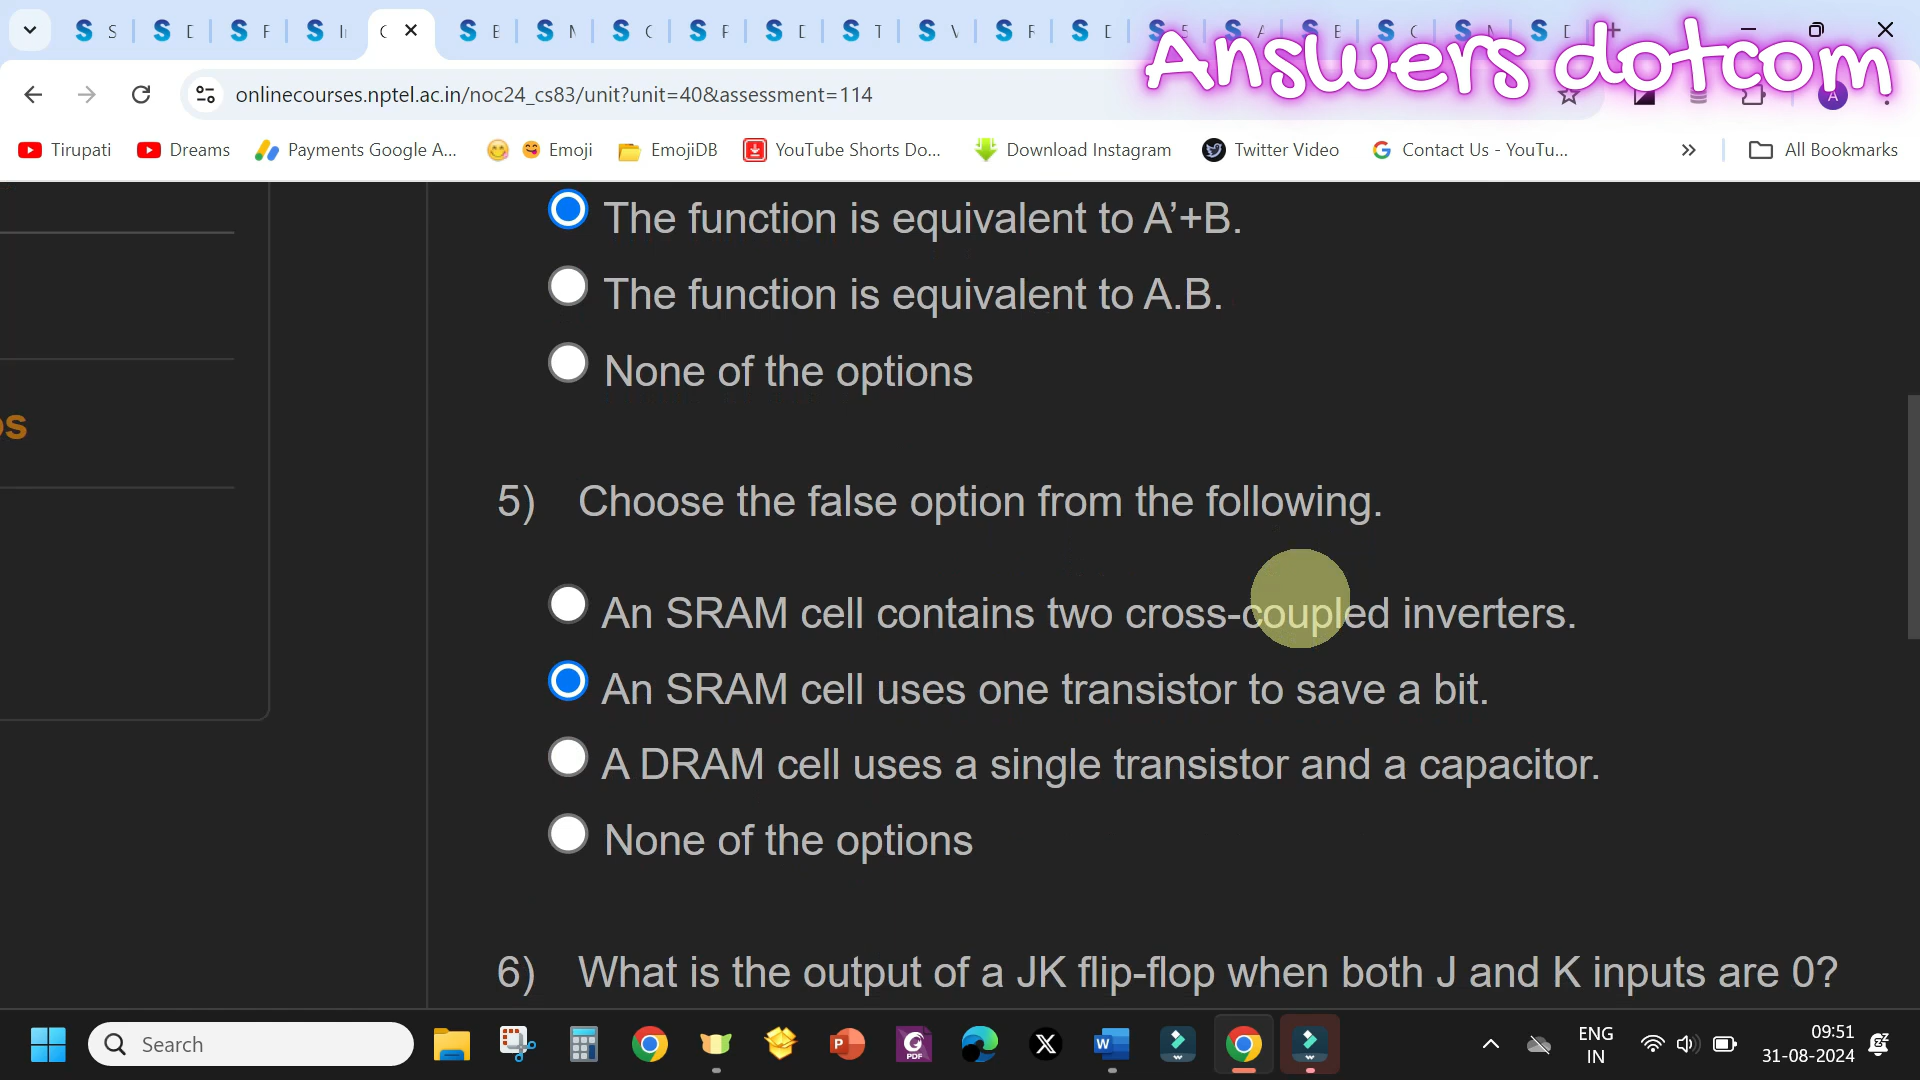 S
D
F
C
E
C
F
D
T
V
F
D
Answers dotcom
onlinecourses.nptel.ac.in/noc24_cs83/unit?unit=40&assessment=114
A
Tirupati
Dreams
Payments Google A...
Emoji
EmojiDB
YouTube Shorts Do...
Download Instagram
Twitter Video
Contact Us - YouTu...
»
All Bookmarks
The function is equivalent to A’+B.
The function is equivalent to A.B.
None of the options
os
5) Choose the false option from the following.
An SRAM cell contains two cross-coupled inverters.
An SRAM cell uses one transistor to save a bit.
A DRAM cell uses a single transistor and a capacitor.
None of the options
6) What is the output of a JK flip-flop when both J and K inputs are 0?
Search
ENG
IN
09:51
31-08-2024